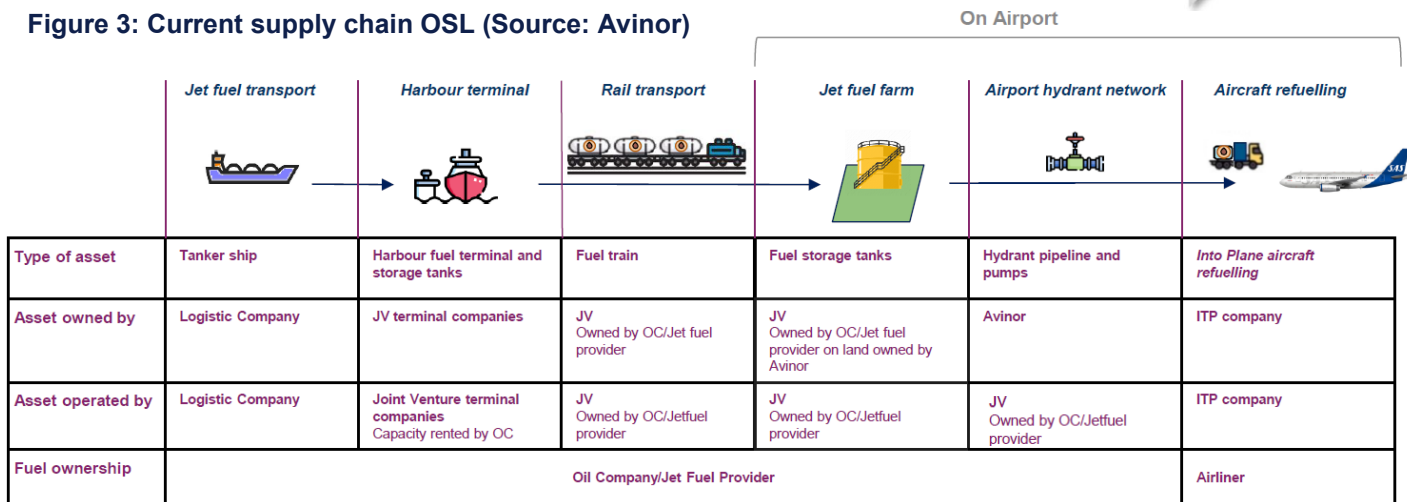 Figure 3: Current supply chain OSL (Source: Avinor)
On Airport
Jet fuel transport
Harbour terminal
Rail transport
Jet fuel farm
Airport hydrant network
Aircraft refuelling
SAS
Type of asset
Tanker ship
Harbour fuel terminal and
storage tanks
Fuel train
Fuel storage tanks
Hydrant pipeline and
pumps
Into Plane aircraft
refuelling
Asset owned by
Logistic Company
JV terminal companies
JV
Owned by OC/Jet fuel
provider
JV
Owned by OC/Jet fuel
provider on land owned by
Avinor
Avinor
ITP company
Asset operated by
Logistic Company
Joint Venture terminal
companies
Capacity rented by OC
JV
Owned by OC/Jetfuel
provider
JV
Owned by OC/Jetfuel
provider
JV
Owned by OC/Jetfuel
provider
ITP company
Fuel ownership
Oil Company/Jet Fuel Provider
Airliner